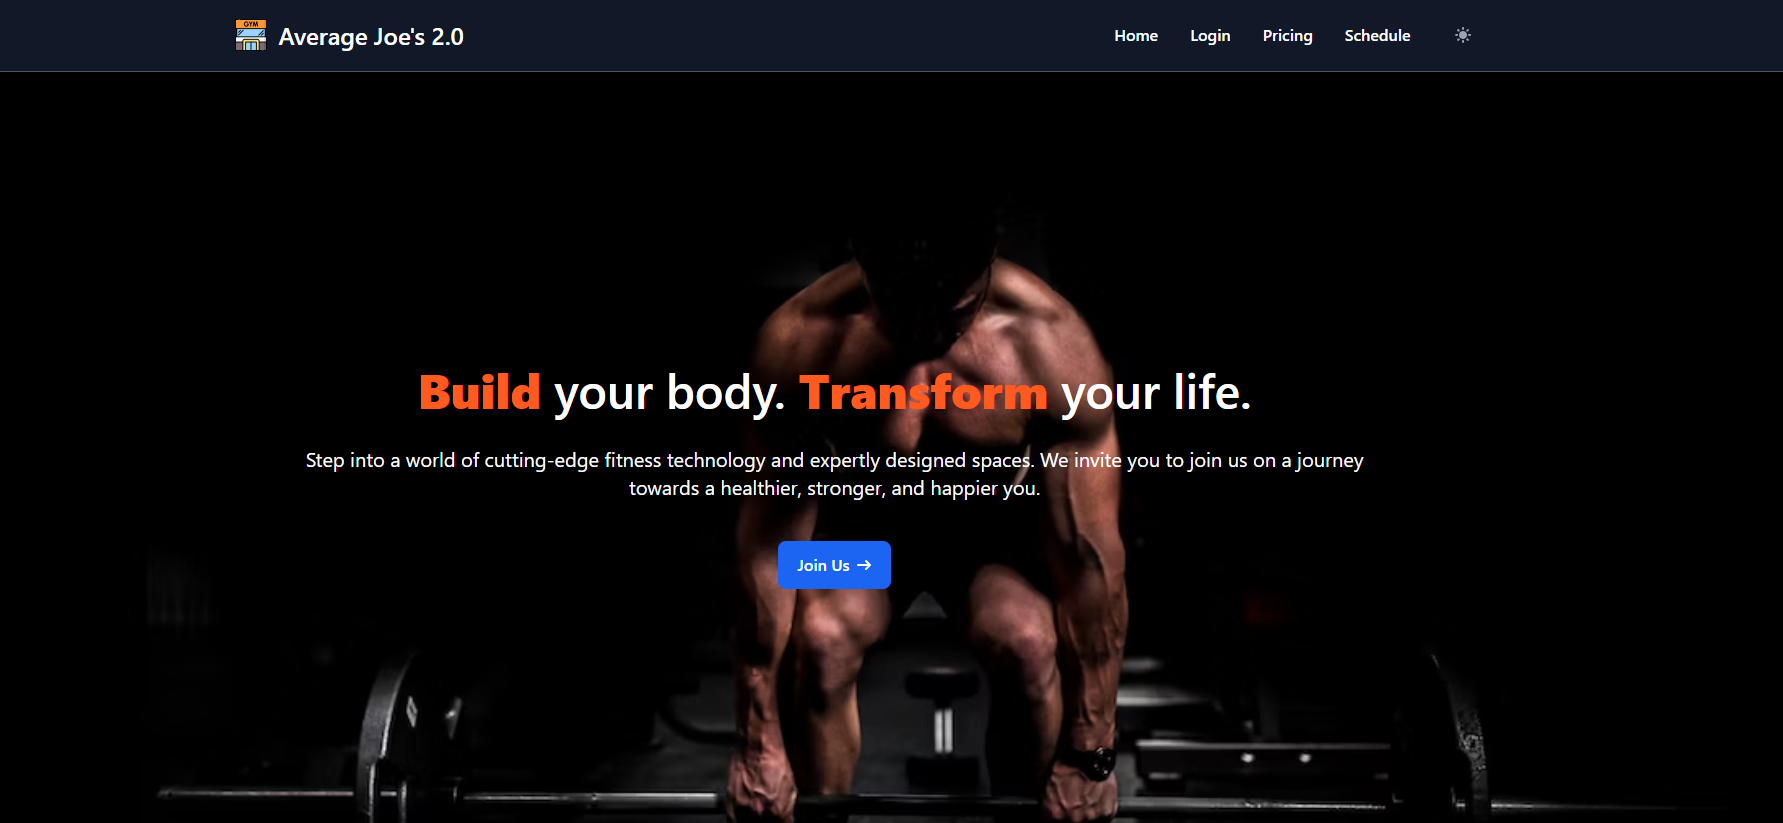 GYM
Average Joe's 2.0
Home
Login
Pricing
Schedule
Build your body. Transform your life.
Step into a world of cutting-edge fitness technology and expertly designed spaces. We invite you to join us on a journey
towards a healthier, stronger, and happier you.
Join Us →